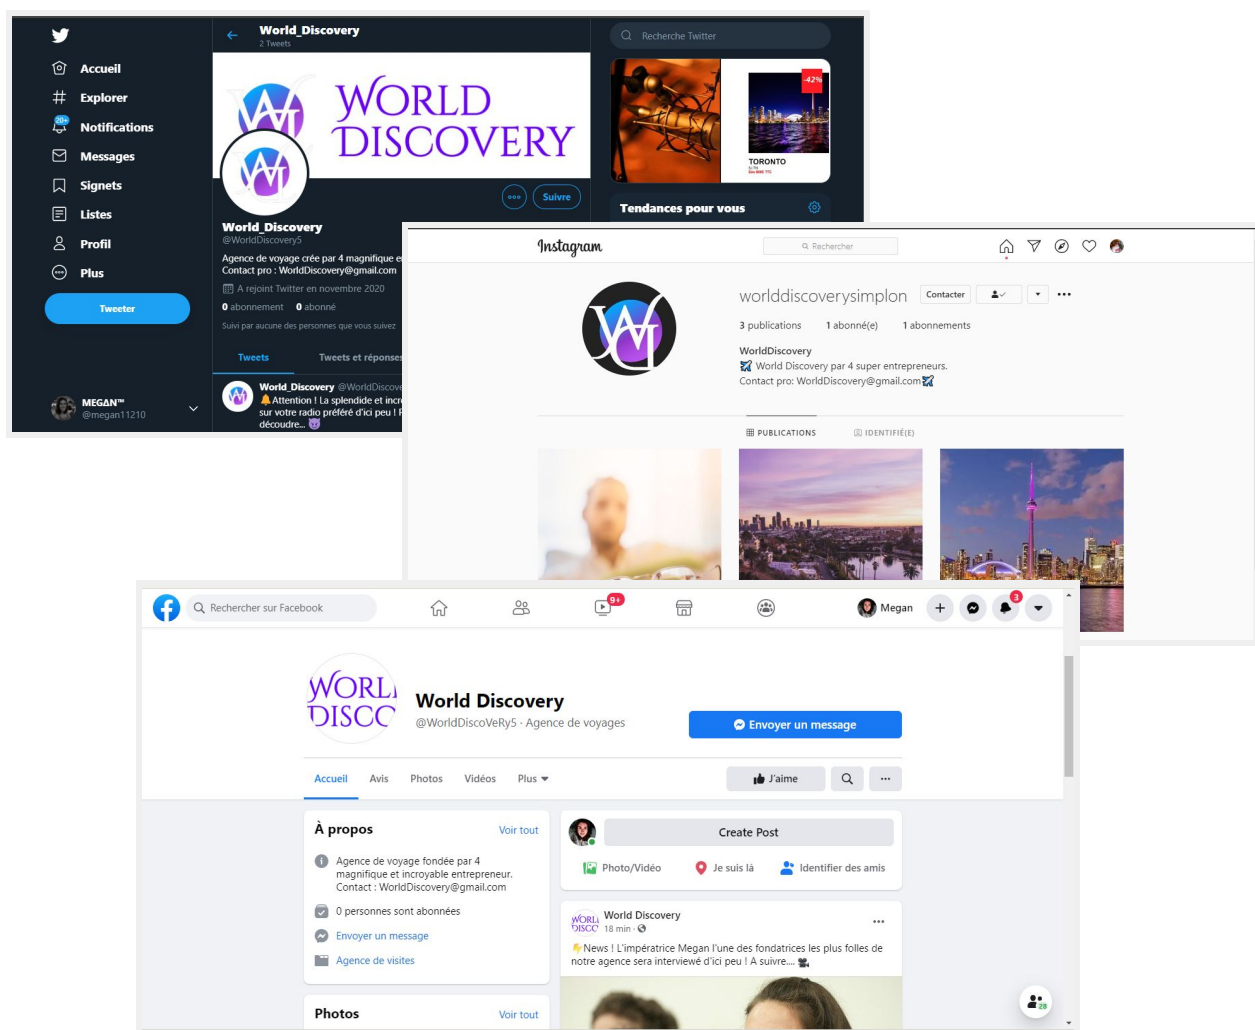 World_Discovery
2 Tweets
Recherche Twitter
Accueil
Explorer
20+
Notifications
Messages
Signets
Listes
Profil
Plus
Tweeter
MEGΔN™
@megan11210
WORLD
DISCOVERY
Suivre
World_Discovery
@WorldDiscovery5
Agence de voyage crée par 4 magnifique e
Contact pro : WorldDiscovery@gmail.com
A rejoint Twitter en novembre 2020
0 abonnement 0 abonné
Suivi par aucune des personnes que vous suivez
Tweets Tweets et réponses
World_Discovery @WorldDiscove
Attention ! La splendide et incr
sur votre radio préféré d'ici peu !
découdre...
-42%
TORONTO
Tendances pour vous
Instagram
Rechercher
worlddiscoverysimplon Contacter
3 publications 1 abonné(e) 1 abonnements
WorldDiscovery
World Discovery par 4 super entrepreneurs.
Contact pro: WorldDiscovery@gmail.com
PUBLICATIONS IDENTIFIÉ(E)
Rechercher sur Facebook
9+
Megan
3
WORL
DISCC
World Discovery
@WorldDiscoVeRy5 · Agence de voyages
Envoyer un message
Accueil Avis Photos Vidéos Plus
J'aime
À propos Voir tout
Agence de voyage fondée par 4
magnifique et incroyable entrepreneur.
Contact : WorldDiscovery@gmail.com
0 personnes sont abonnées
Envoyer un message
Agence de visites
Photos Voir tout
Create Post
Photo/Vidéo Je suis là Identifier des amis
WORL
DISCC
World Discovery
18 min ·
News ! L'impératrice Megan l'une des fondatrices les plus folles de
notre agence sera interviewé d'ici peu ! A suivre....
28